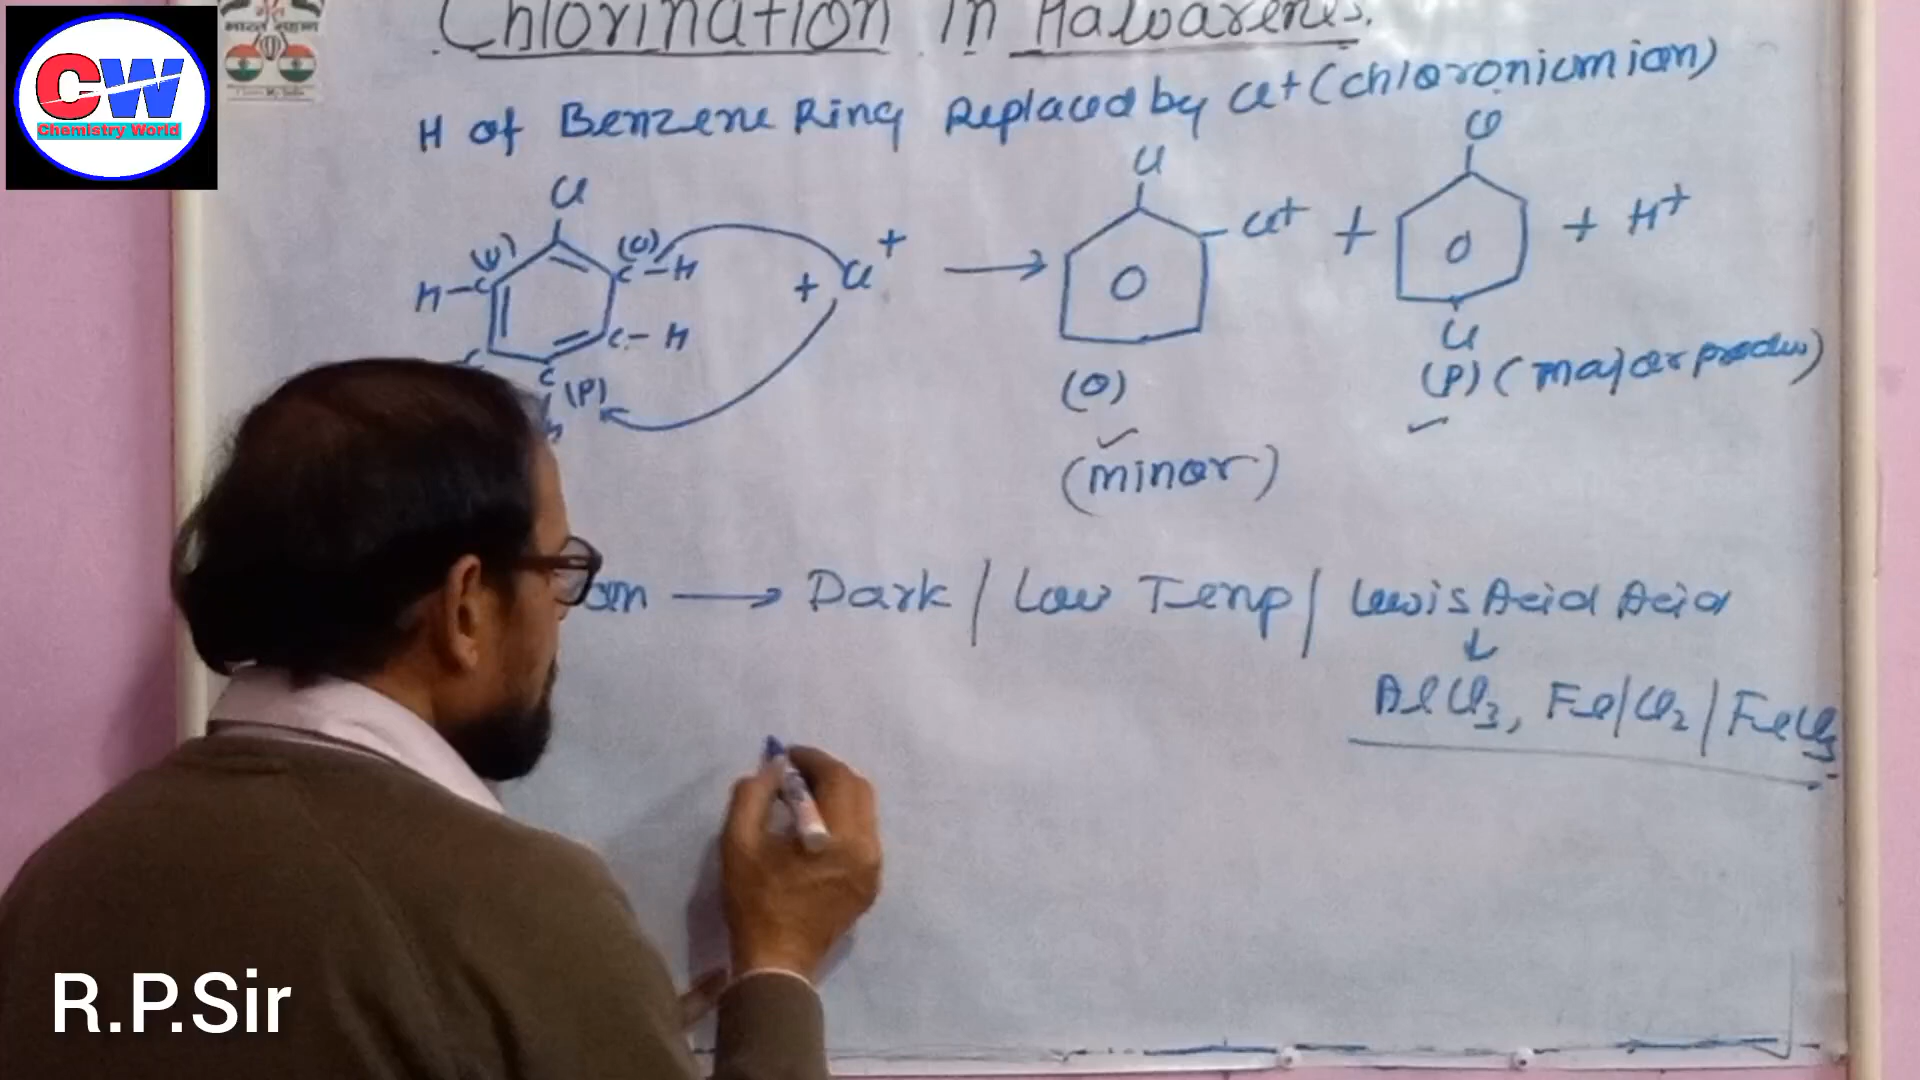 CW
Chemistry World
Chlorination In Haloarenes.
H of Benzene Ring Replaced by Cl+ (chloronium ion)
Cl
(O) (O)
H-C C-H
C-H
C
C (P)
H
+ Cl+
Cl
Cl+
(O)
(minor)
+
Cl
Cl
(P) (major produ)
+ H+
Dark / Low Temp / Lewis Acid Acid
AlCl3, Fe/Cl2 / FeCl3
R.P.Sir